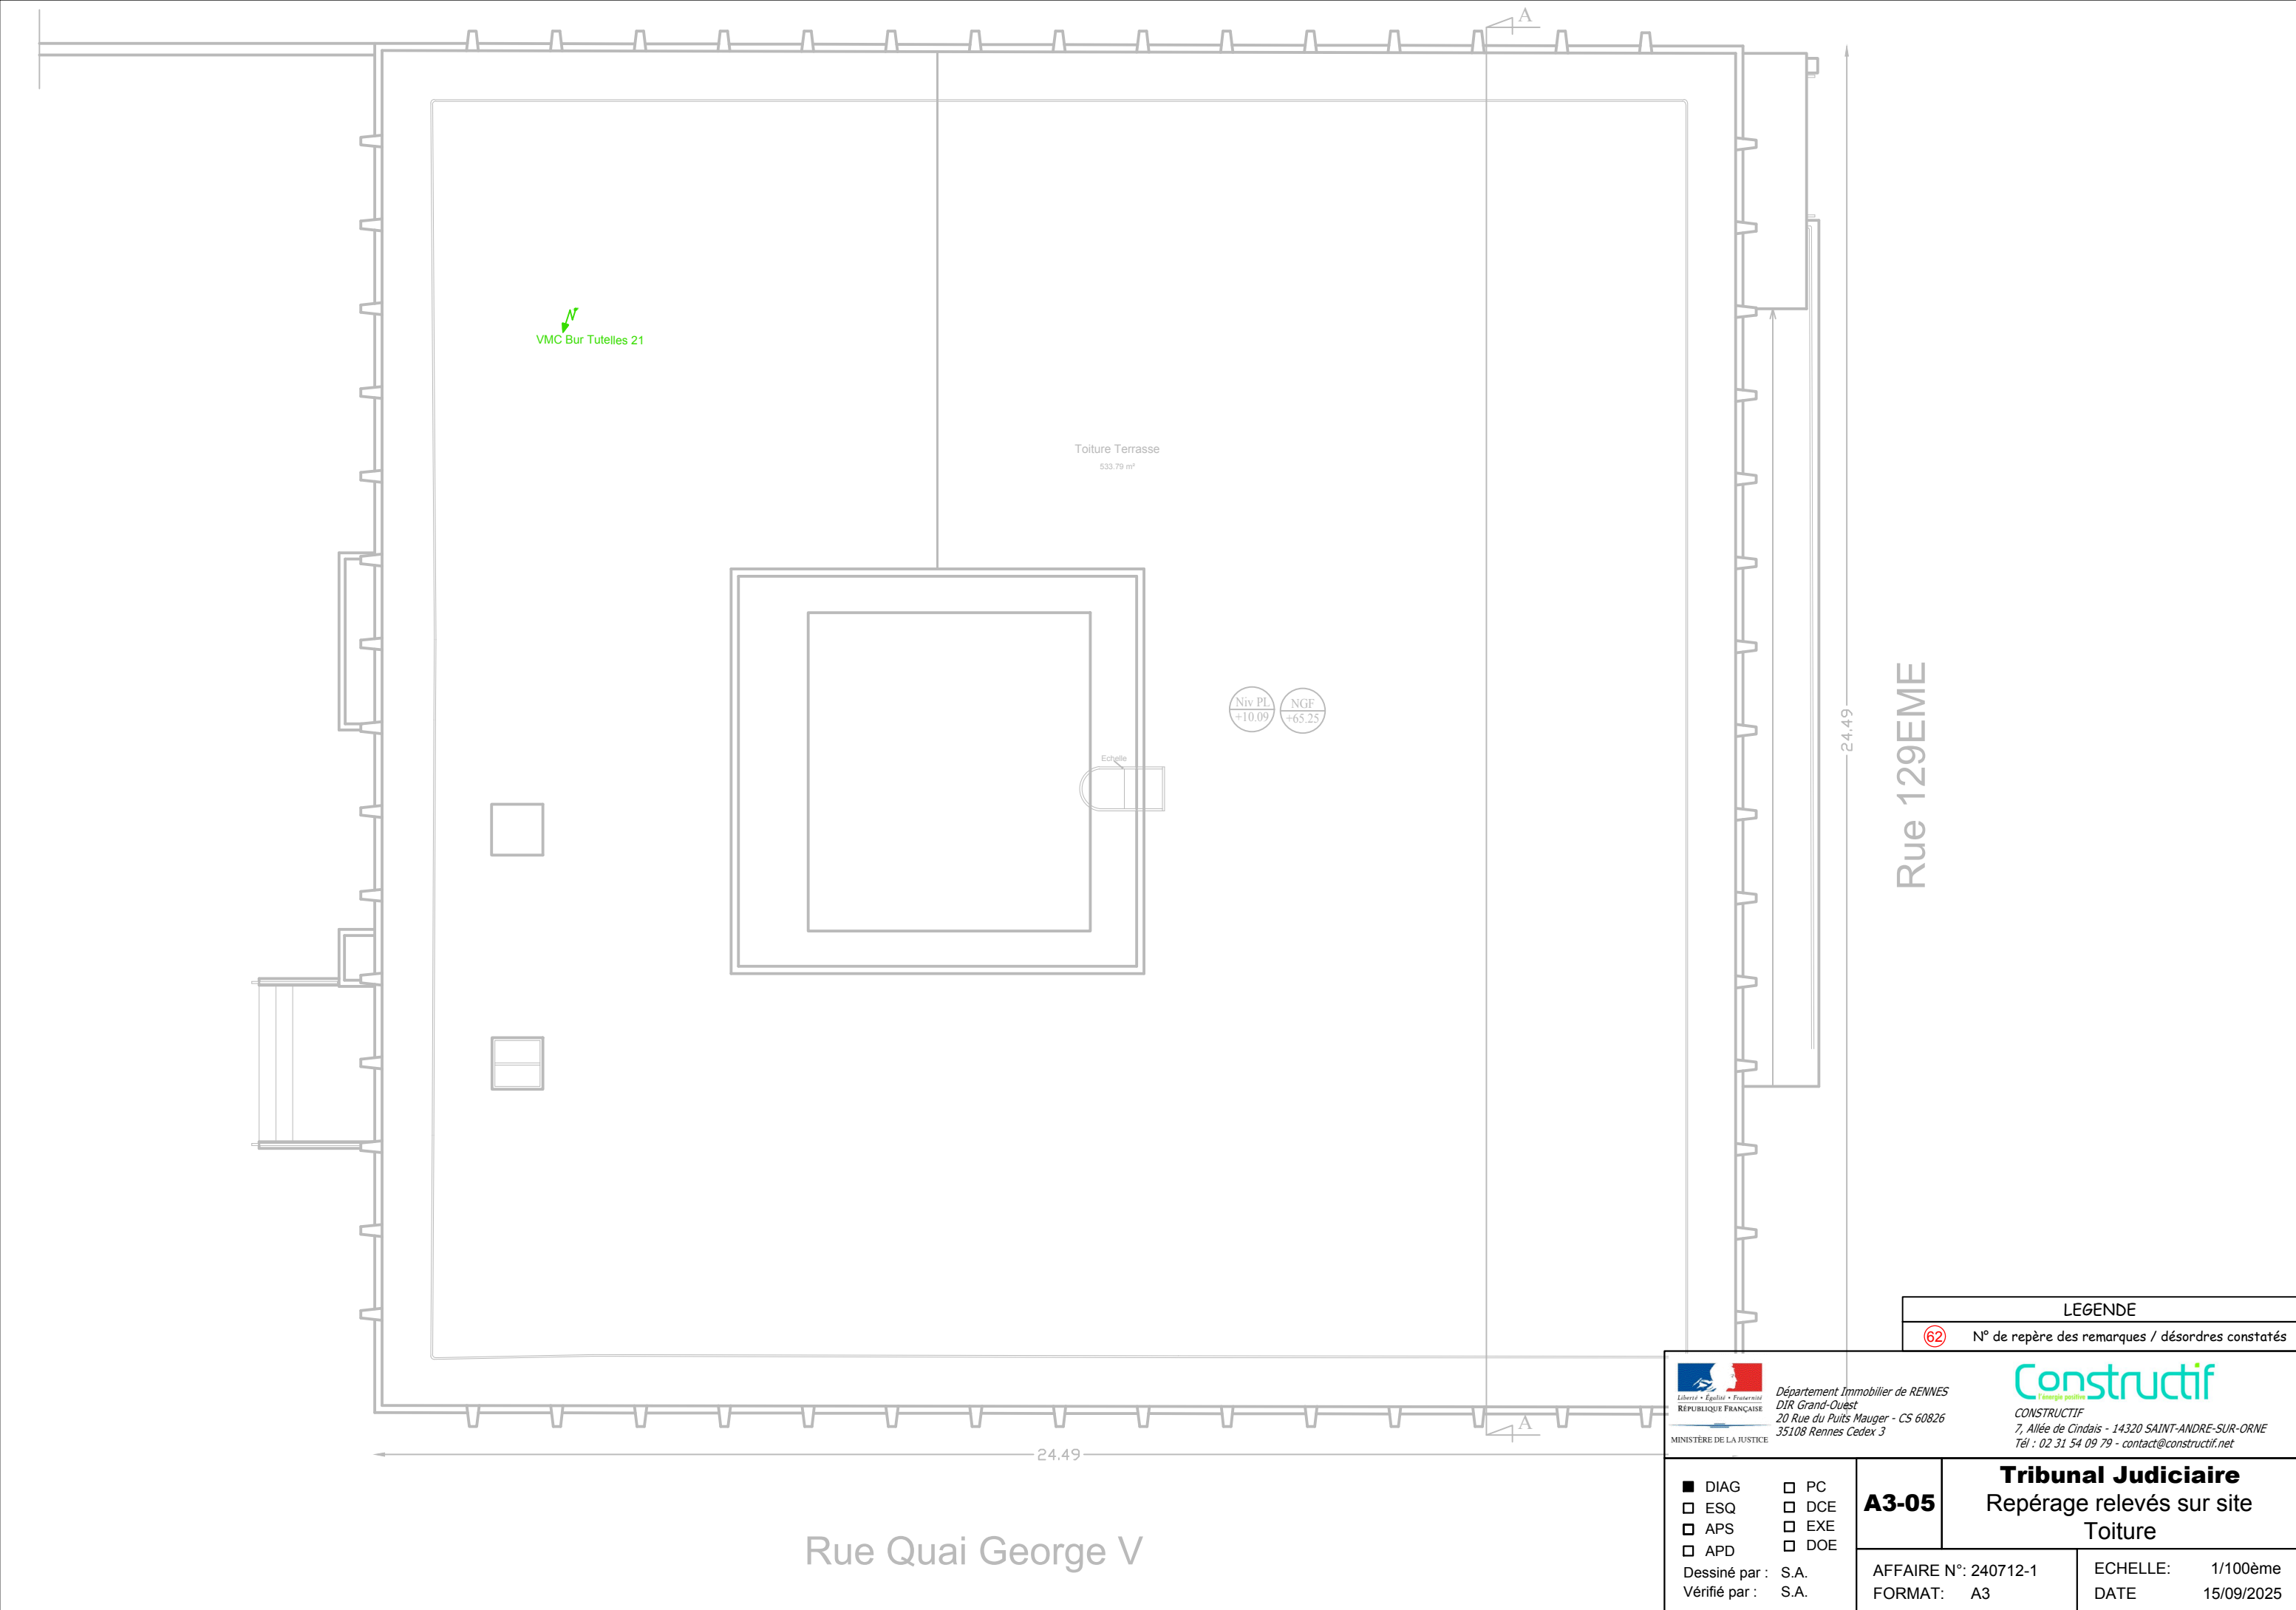 A
VMC Bur Tutelles 21
Toiture Terrasse
533.79 m²
Niv PL
+10.09
NGF
+65.25
Echelle
24.49
Rue 129EME
A
24.49
Rue Quai George V
LEGENDE
62 N° de repère des remarques / désordres constatés
Liberté • Égalité • Fraternité
RÉPUBLIQUE FRANÇAISE
MINISTÈRE DE LA JUSTICE
Département Immobilier de RENNES
DIR Grand-Ouest
20 Rue du Puits Mauger - CS 60826
35108 Rennes Cedex 3
Constructif
l'énergie positive
CONSTRUCTIF
7, Allée de Cindais - 14320 SAINT-ANDRE-SUR-ORNE
Tél : 02 31 54 09 79 - contact@constructif.net
DIAG
ESQ
APS
APD
PC
DCE
EXE
DOE
Dessiné par : S.A.
Vérifié par : S.A.
A3-05
Tribunal Judiciaire
Repérage relevés sur site
Toiture
AFFAIRE N°: 240712-1
FORMAT: A3
ECHELLE: 1/100ème
DATE 15/09/2025